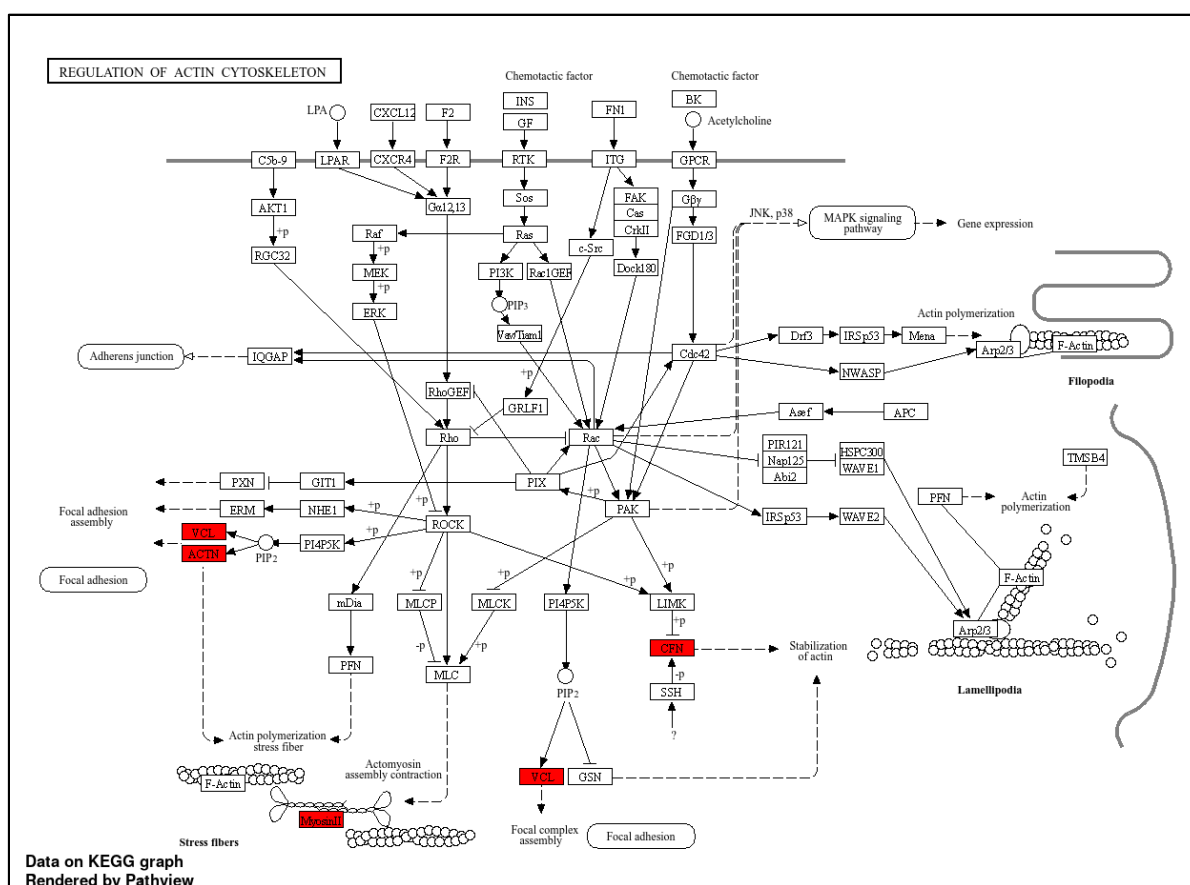 REGULATION OF ACTIN CYTOSKELETON
Chemotactic factor
Chemotactic factor
LPA
CXCL12
F2
INS
GF
FN1
BK
Acetylcholine
C5b-9
LPAR
CXCR4
F2R
RTK
ITG
GPCR
AKT1
Gα12,13
Sos
FAK
Cas
CrkII
Gβγ
JNK, p38
MAPK signaling
pathway
Gene expression
+p
RGC32
Raf
Ras
c-Src
FGD1/3
+p
MEK
PI3K
Rac1GEF
Dock180
+p
ERK
PIP3
Vav/Tiam1
Actin polymerization
Drf3
IRSp53
Mena
Arp2/3
F-Actin
Adherens junction
IQGAP
Cdc42
+p
NWASP
Filopodia
RhoGEF
GRLF1
Asef
APC
Rho
Rac
PIR121
Nap125
Abi2
HSPC300
WAVE1
TMSB4
PXN
GIT1
PIX
+p
PFN
Actin
polymerization
Focal adhesion
assembly
ERM
NHE1
+p
+p
ROCK
PAK
IRSp53
WAVE2
VCL
ACTN
PIP2
PI4P5K
+p
Focal adhesion
+p
+p
+p
+p
F-Actin
mDia
MLCP
MLCK
PI4P5K
LIMK
+p
Arp2/3
-p
+p
CFN
Stabilization
of actin
PFN
MLC
-p
PIP2
SSH
Lamellipodia
?
Actin polymerization
stress fiber
Actomyosin
assembly contraction
F-Actin
VCL
GSN
MyosinII
Stress fibers
Focal complex
assembly
Focal adhesion
Data on KEGG graph
Rendered by Pathview